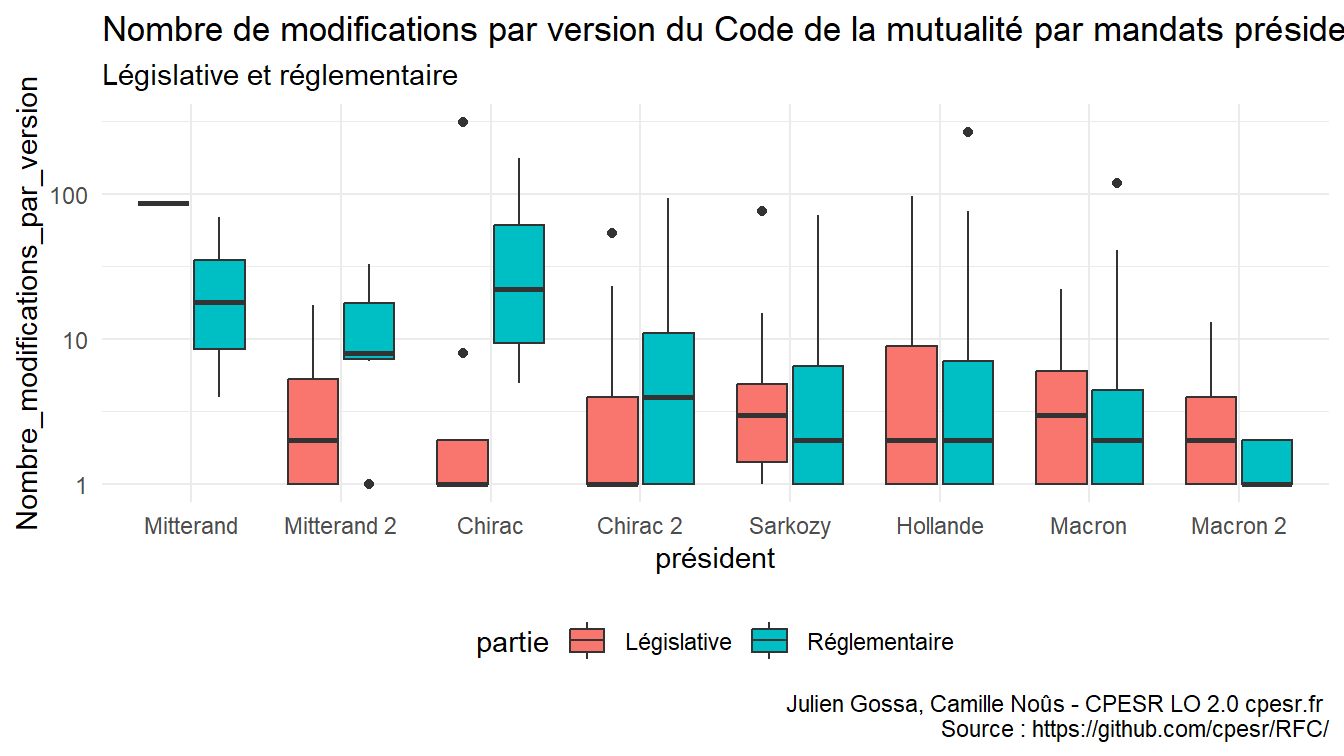 Nombre de modifications par version du Code de la mutualité par mandats préside
Législative et réglementaire
Nombre_modifications_par_version
100
10
1
Mitterand Mitterand 2 Chirac Chirac 2 Sarkozy Hollande Macron Macron 2
président
partie Législative Réglementaire
Julien Gossa, Camille Noûs - CPESR LO 2.0 cpesr.fr
Source : https://github.com/cpesr/RFC/